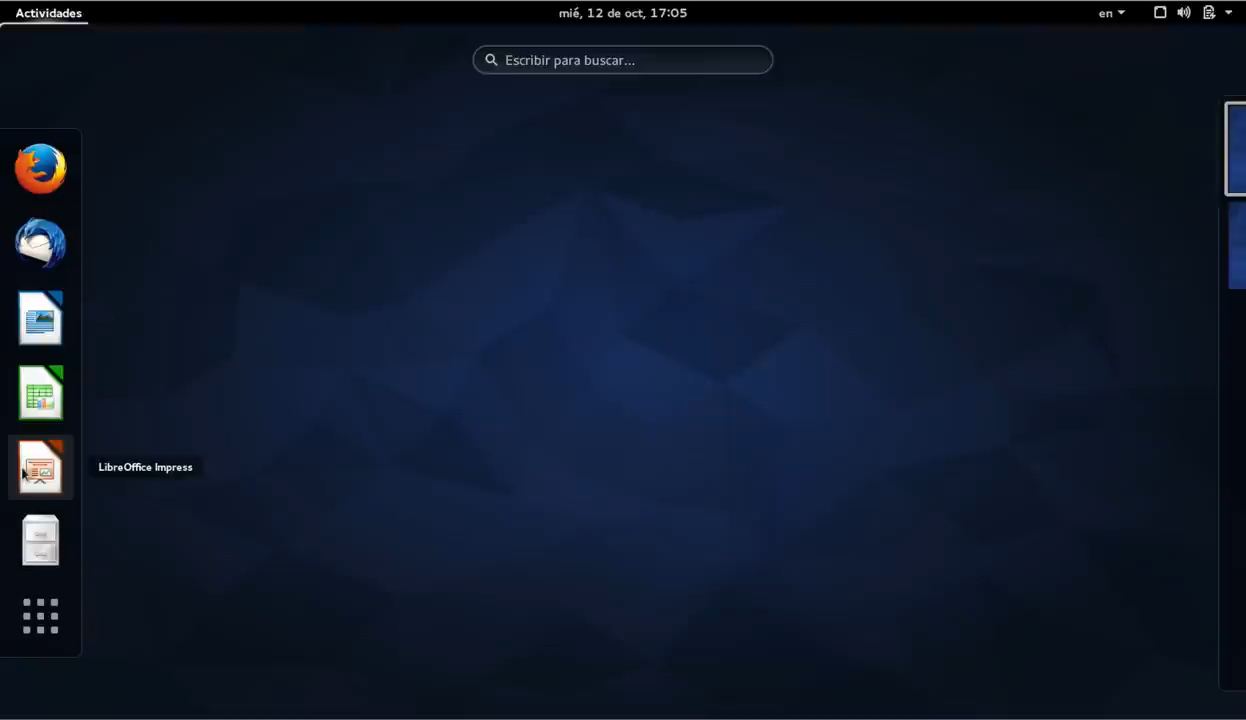 Actividades
mié, 12 de oct, 17:05
en
Escribir para buscar...
LibreOffice Impress